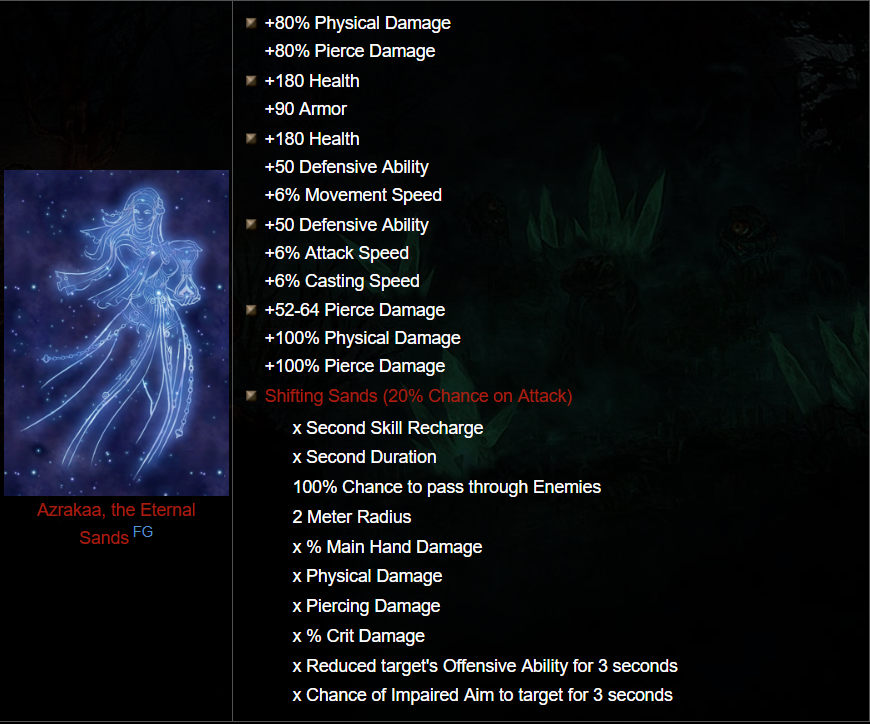 +80% Physical Damage
+80% Pierce Damage
+180 Health
+90 Armor
+180 Health
+50 Defensive Ability
+6% Movement Speed
+50 Defensive Ability
+6% Attack Speed
+6% Casting Speed
+52-64 Pierce Damage
+100% Physical Damage
+100% Pierce Damage
Shifting Sands (20% Chance on Attack)
x Second Skill Recharge
x Second Duration
100% Chance to pass through Enemies
2 Meter Radius
x % Main Hand Damage
x Physical Damage
x Piercing Damage
x % Crit Damage
x Reduced target's Offensive Ability for 3 seconds
x Chance of Impaired Aim to target for 3 seconds
Azrakaa, the Eternal
Sands FG